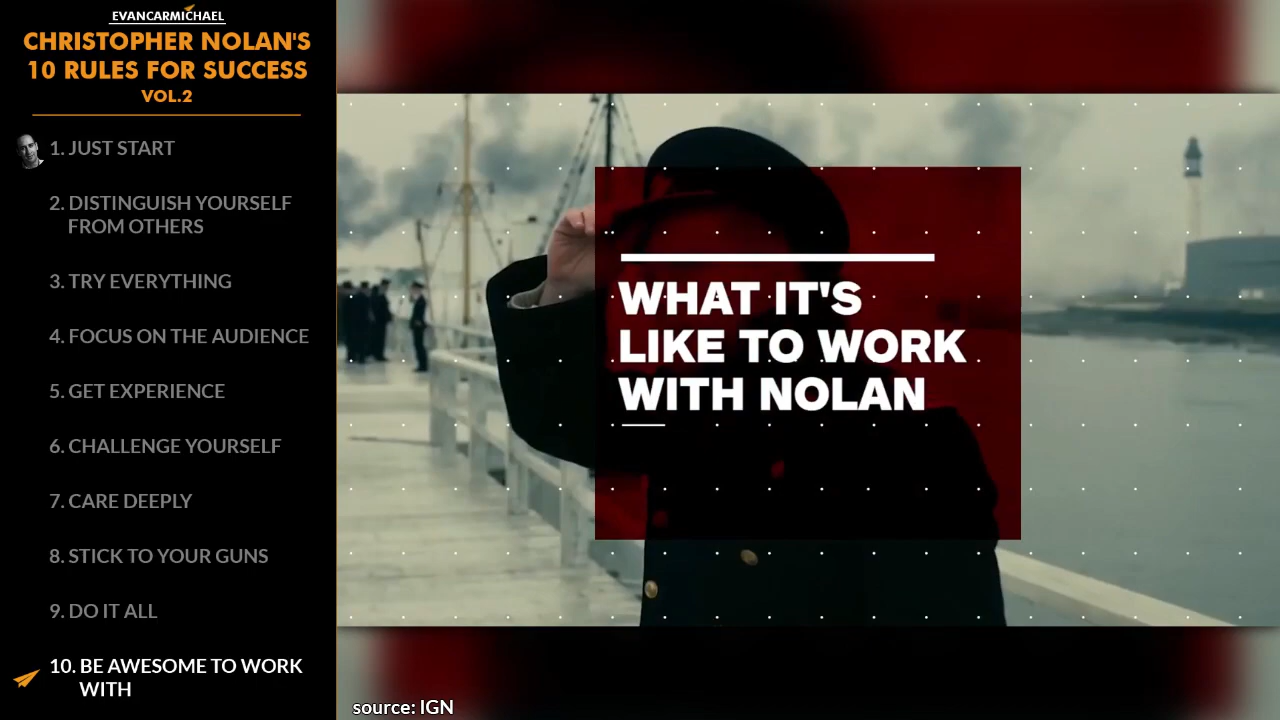 EVANCARMICHAEL
CHRISTOPHER NOLAN'S
10 RULES FOR SUCCESS
VOL.2
1. JUST START
2. DISTINGUISH YOURSELF
FROM OTHERS
3. TRY EVERYTHING
4. FOCUS ON THE AUDIENCE
5. GET EXPERIENCE
6. CHALLENGE YOURSELF
7. CARE DEEPLY
8. STICK TO YOUR GUNS
9. DO IT ALL
10. BE AWESOME TO WORK
WITH
WHAT IT'S
LIKE TO WORK
WITH NOLAN
source: IGN